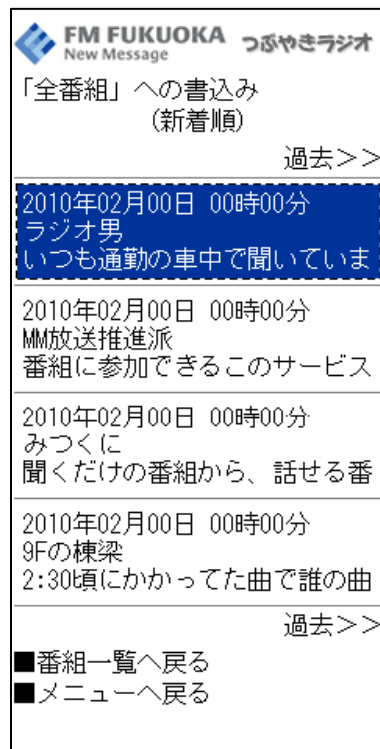 FM FUKUOKA つぶやきラジオ
New Message
「全番組」への書込み
(新着順)
過去>>
2010年02月00日 00時00分
ラジオ男
いつも通勤の車中で聞いていま
2010年02月00日 00時00分
MM放送推進派
番組に参加できるこのサービス
2010年02月00日 00時00分
みつくに
聞くだけの番組から、話せる番
2010年02月00日 00時00分
9Fの棟梁
2:30頃にかかってた曲で誰の曲
過去>>
■番組一覧へ戻る
■メニューへ戻る